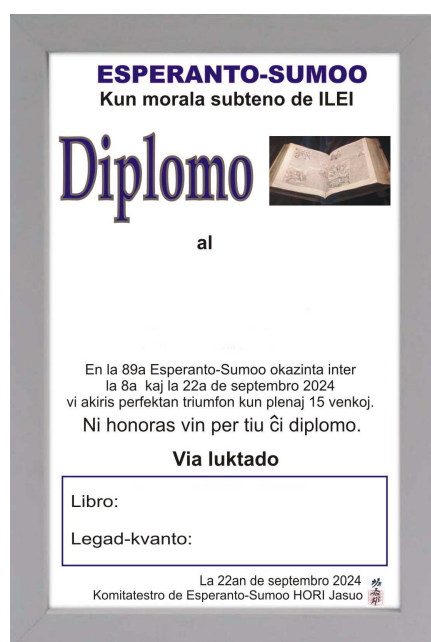 ESPERANTO-SUMOO
Kun morala subteno de ILEI
Diplomo
al
En la 89a Esperanto-Sumoo okazinta inter
la 8a kaj la 22a de septembro 2024
vi akiris perfektan triumfon kun plenaj 15 venkoj.
Ni honoras vin per tiu ĉi diplomo.
Via luktado
Libro:
Legad-kvanto:
La 22an de septembro 2024
Komitatestro de Esperanto-Sumoo HORI Jasuo